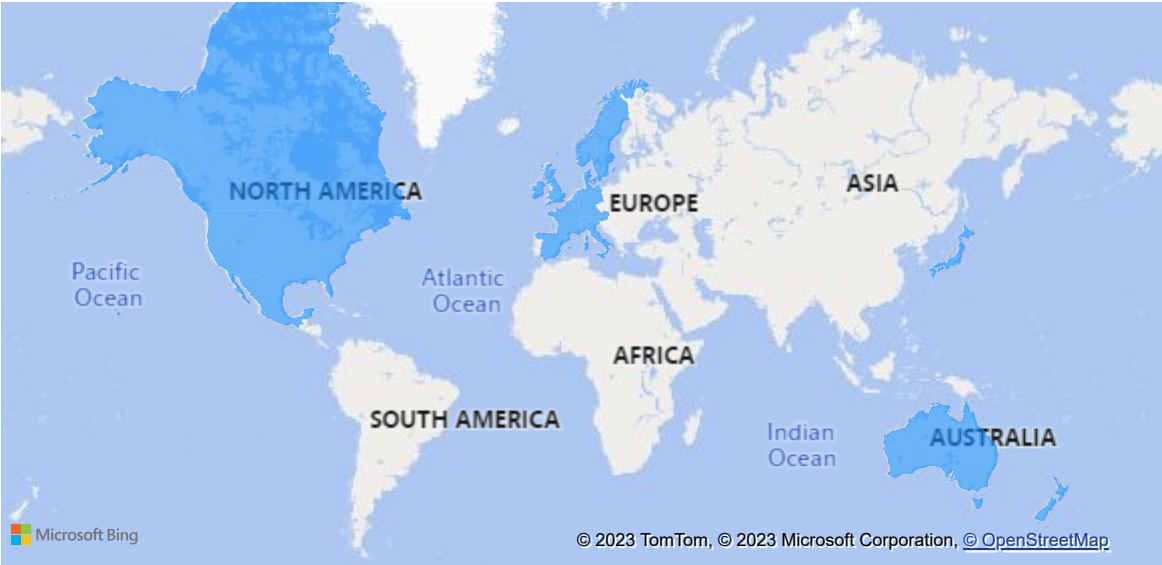 NORTH AMERICA
EUROPE
ASIA
Pacific
Ocean
Atlantic
Ocean
AFRICA
SOUTH AMERICA
Indian
Ocean
AUSTRALIA
Microsoft Bing
© 2023 TomTom, © 2023 Microsoft Corporation, © OpenStreetMap